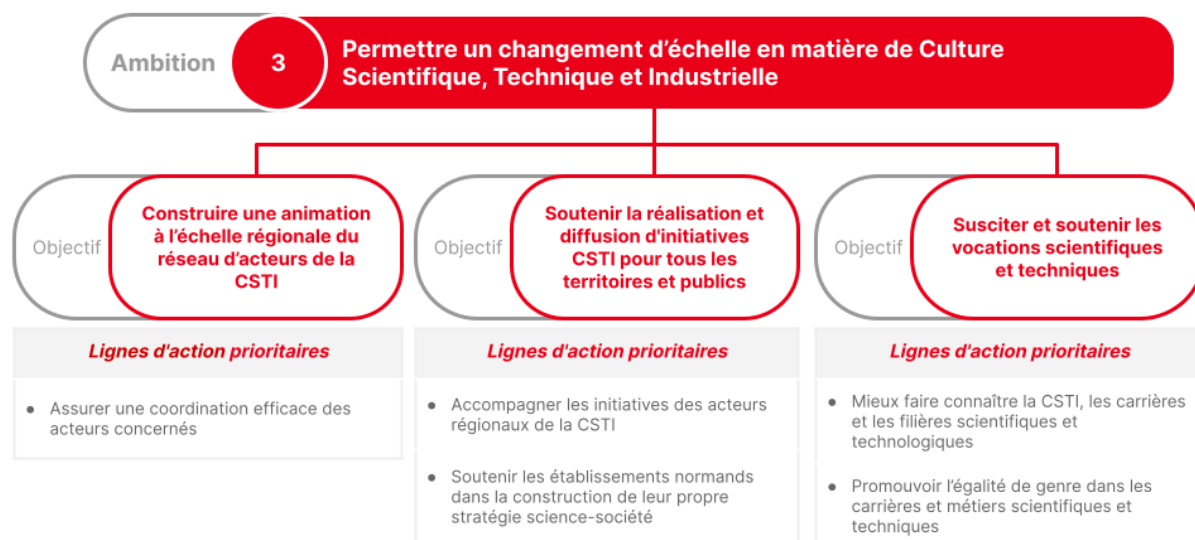 Ambition
3
Permettre un changement d’échelle en matière de Culture
Scientifique, Technique et Industrielle
Objectif
Construire une animation
à l’échelle régionale du
réseau d’acteurs de la
CSTI
Lignes d'action prioritaires
● Assurer une coordination efficace des
acteurs concernés
Objectif
Soutenir la réalisation et
diffusion d'initiatives
CSTI pour tous les
territoires et publics
Lignes d'action prioritaires
● Accompagner les initiatives des acteurs
régionaux de la CSTI
● Soutenir les établissements normands
dans la construction de leur propre
stratégie science-société
Objectif
Susciter et soutenir les
vocations scientifiques
et techniques
Lignes d'action prioritaires
● Mieux faire connaître la CSTI, les carrières
et les filières scientifiques et
technologiques
● Promouvoir l’égalité de genre dans les
carrières et métiers scientifiques et
techniques